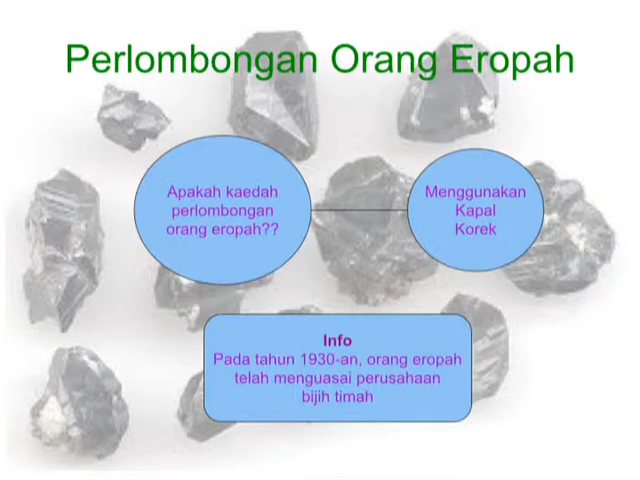 Perlombongan Orang Eropah
Apakah kaedah
perlombongan
orang eropah??
Menggunakan
Kapal
Korek
Info
Pada tahun 1930-an, orang eropah
telah menguasai perusahaan
bijih timah